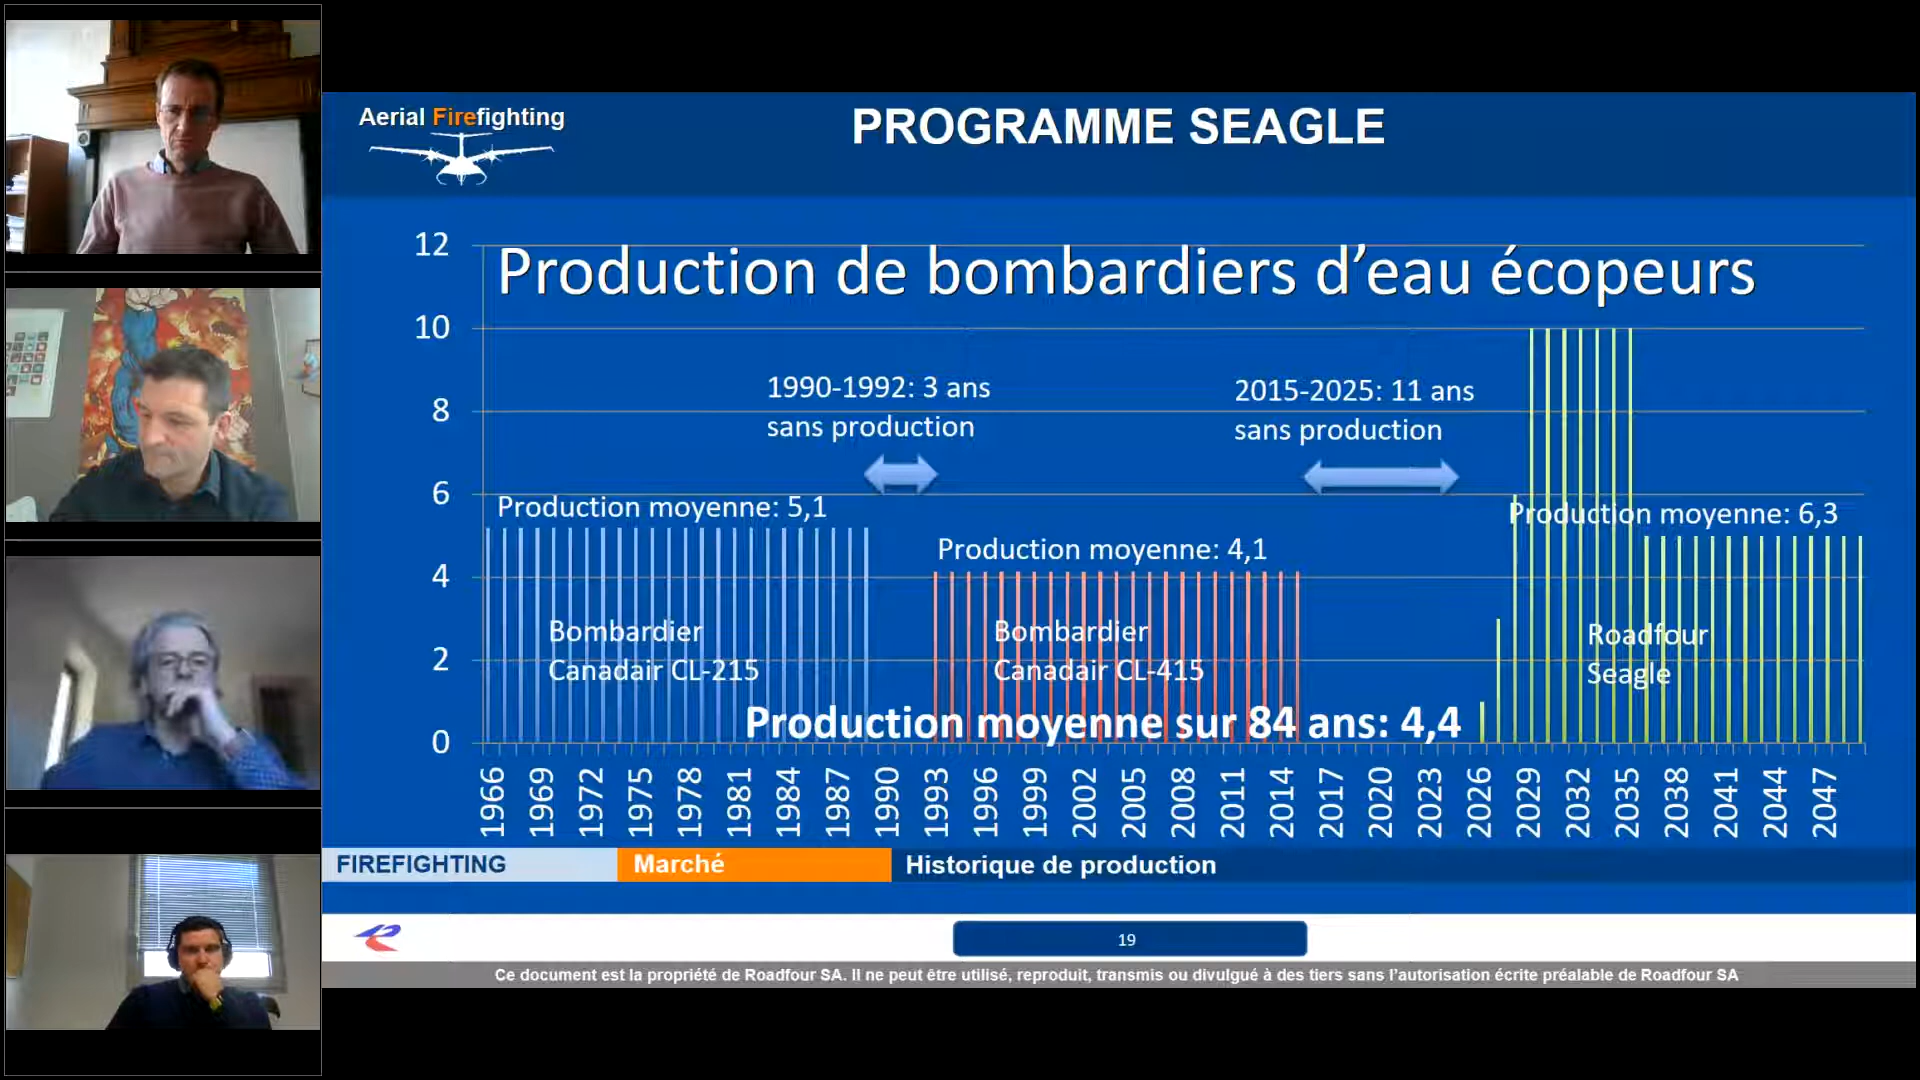 Aerial Firefighting
PROGRAMME SEAGLE
Production de bombardiers d’eau écopeurs
12
10
8
6
4
2
0
1990-1992: 3 ans
sans production
2015-2025: 11 ans
sans production
Production moyenne: 5,1
Production moyenne: 4,1
Production moyenne: 6,3
Bombardier
Canadair CL-215
Bombardier
Canadair CL-415
Roadfour
Seagle
Production moyenne sur 84 ans: 4,4
1966 1969 1972 1975 1978 1981 1984 1987 1990 1993 1996 1999 2002 2005 2008 2011 2014 2017 2020 2023 2026 2029 2032 2035 2038 2041 2044 2047
FIREFIGHTING Marché Historique de production
19
Ce document est la propriété de Roadfour SA. Il ne peut être utilisé, reproduit, transmis ou divulgué à des tiers sans l’autorisation écrite préalable de Roadfour SA